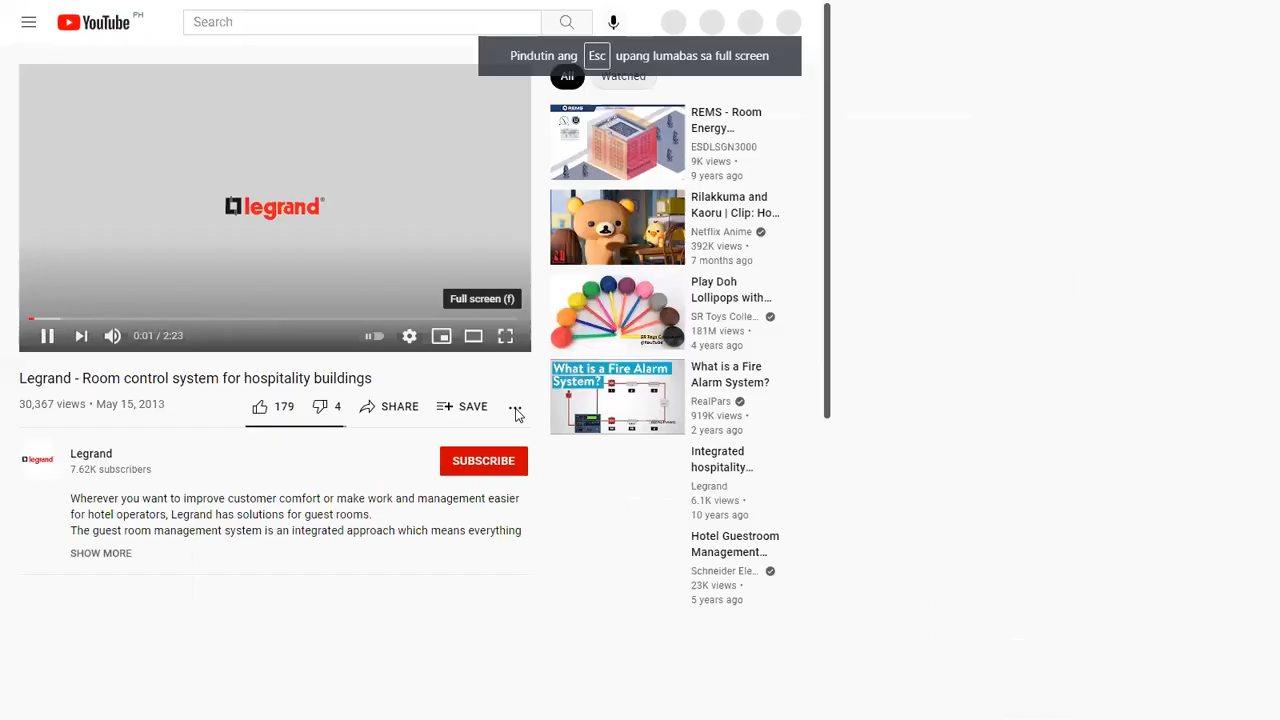 YouTube PH
Search
Pindutin ang Esc upang lumabas sa full screen
All
Watched
legrand
Full screen (f)
0:01 / 2:23
Legrand - Room control system for hospitality buildings
30,367 views • May 15, 2013
179
4
SHARE
SAVE
legrand
Legrand
7.62K subscribers
SUBSCRIBE
Wherever you want to improve customer comfort or make work and management easier
for hotel operators, Legrand has solutions for guest rooms.
The guest room management system is an integrated approach which means everything
SHOW MORE
REMS
REMS - Room
Energy...
ESDLSGN3000
9K views •
9 years ago
Rilakkuma and
Kaoru | Clip: Ho...
Netflix Anime
392K views •
7 months ago
Play Doh
Lollipops with...
SR Toys Colle...
181M views •
4 years ago
What is a Fire Alarm
System?
What is a Fire
Alarm System?
RealPars
919K views •
2 years ago
Integrated
hospitality...
Legrand
6.1K views •
10 years ago
Hotel Guestroom
Management...
Schneider Ele...
23K views •
5 years ago